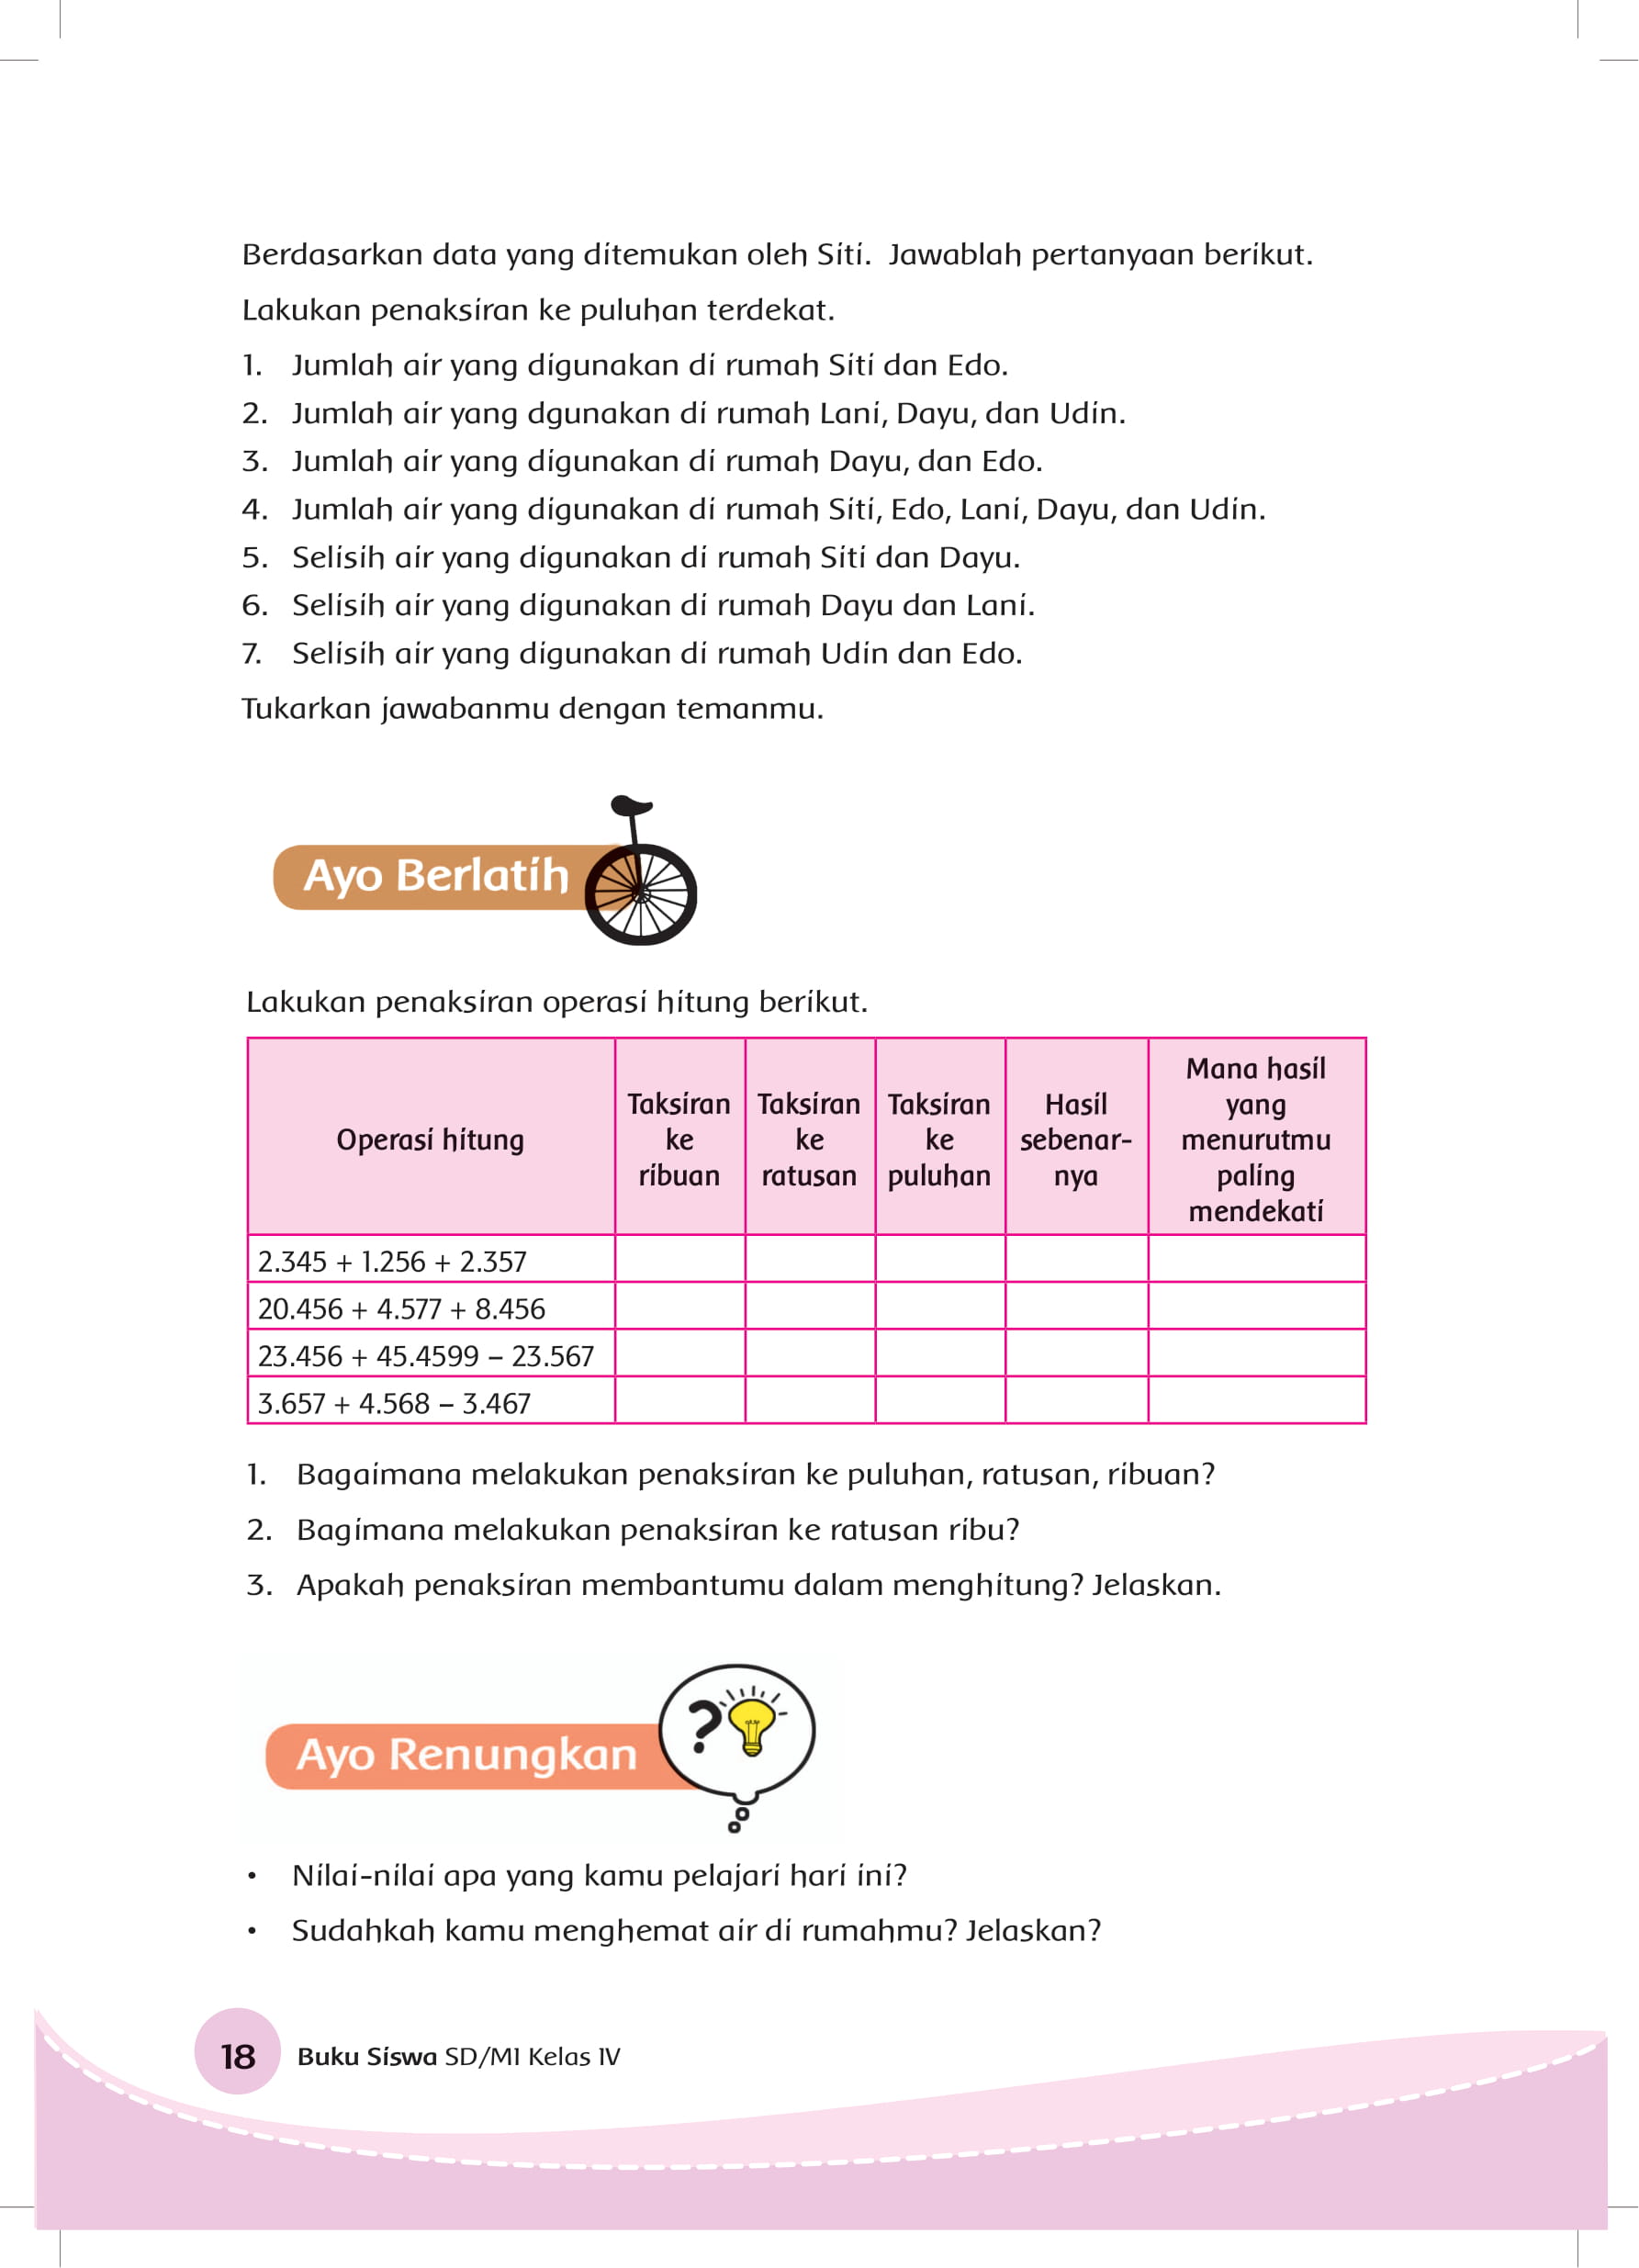 Berdasarkan data yang ditemukan oleh Siti. Jawablah pertanyaan berikut.
Lakukan penaksiran ke puluhan terdekat.
1. Jumlah air yang digunakan di rumah Siti dan Edo.
2. Jumlah air yang dgunakan di rumah Lani, Dayu, dan Udin.
3. Jumlah air yang digunakan di rumah Dayu, dan Edo.
4. Jumlah air yang digunakan di rumah Siti, Edo, Lani, Dayu, dan Udin.
5. Selisih air yang digunakan di rumah Siti dan Dayu.
6. Selisih air yang digunakan di rumah Dayu dan Lani.
7. Selisih air yang digunakan di rumah Udin dan Edo.
Tukarkan jawabanmu dengan temanmu.
Ayo Berlatih
Lakukan penaksiran operasi hitung berikut.
Operasi hitung
Taksiran
ke
ribuan
Taksiran
ke
ratusan
Taksiran
ke
puluhan
Hasil
sebenar-
nya
Mana hasil
yang
menurutmu
paling
mendekati
2.345 + 1.256 + 2.357
20.456 + 4.577 + 8.456
23.456 + 45.4599 – 23.567
3.657 + 4.568 – 3.467
1. Bagaimana melakukan penaksiran ke puluhan, ratusan, ribuan?
2. Bagimana melakukan penaksiran ke ratusan ribu?
3. Apakah penaksiran membantumu dalam menghitung? Jelaskan.
Ayo Renungkan
?
• Nilai-nilai apa yang kamu pelajari hari ini?
• Sudahkah kamu menghemat air di rumahmu? Jelaskan?
18 Buku Siswa SD/MI Kelas IV